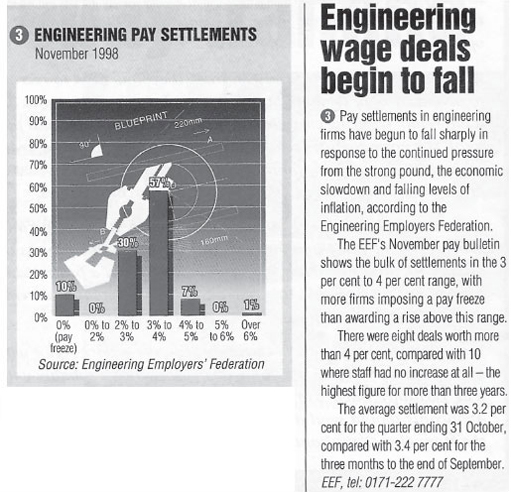 3 ENGINEERING PAY SETTLEMENTS
November 1998
100%
90%
80%
70%
60%
50%
40%
30%
20%
10%
0%
BLUEPRINT
220mm
90°
A
B
160mm
10%
0%
30%
57%
7%
0%
1%
0% 0% to 2% to 3% to 4% to 5% Over
(pay 2% 3% 4% 5% to 6% 6%
freeze)
Source: Engineering Employers' Federation
Engineering
wage deals
begin to fall
3 Pay settlements in engineering
firms have begun to fall sharply in
response to the continued pressure
from the strong pound, the economic
slowdown and falling levels of
inflation, according to the
Engineering Employers Federation.
The EEF's November pay bulletin
shows the bulk of settlements in the 3
per cent to 4 per cent range, with
more firms imposing a pay freeze
than awarding a rise above this range.
There were eight deals worth more
than 4 per cent, compared with 10
where staff had no increase at all – the
highest figure for more than three years.
The average settlement was 3.2 per
cent for the quarter ending 31 October,
compared with 3.4 per cent for the
three months to the end of September.
EEF, tel: 0171-222 7777